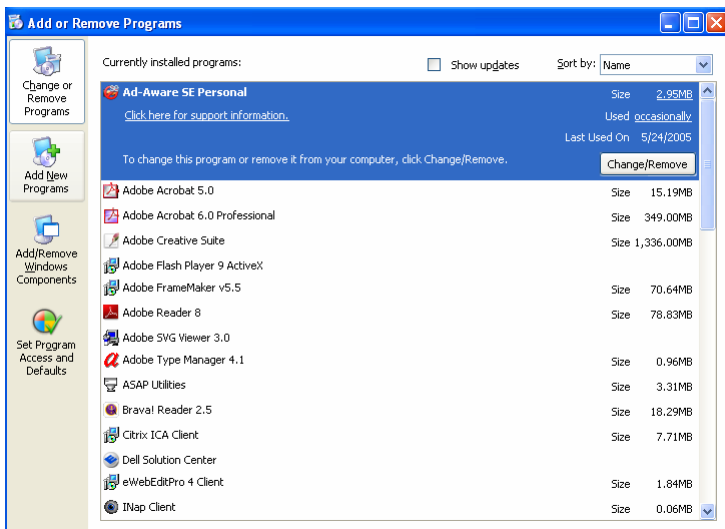 Add or Remove Programs
Change or
Remove
Programs
Add New
Programs
Add/Remove
Windows
Components
Set Program
Access and
Defaults
Currently installed programs:
Show updates
Sort by: Name
Ad-Aware SE Personal Size 2.95MB
Click here for support information. Used occasionally
Last Used On 5/24/2005
To change this program or remove it from your computer, click Change/Remove. Change/Remove
Adobe Acrobat 5.0 Size 15.19MB
Adobe Acrobat 6.0 Professional Size 349.00MB
Adobe Creative Suite Size 1,336.00MB
Adobe Flash Player 9 ActiveX
Adobe FrameMaker v5.5 Size 70.64MB
Adobe Reader 8 Size 78.83MB
Adobe SVG Viewer 3.0
Adobe Type Manager 4.1 Size 0.96MB
ASAP Utilities Size 3.31MB
Brava! Reader 2.5 Size 18.29MB
Citrix ICA Client Size 7.71MB
Dell Solution Center
eWebEditPro 4 Client Size 1.84MB
INap Client Size 0.06MB